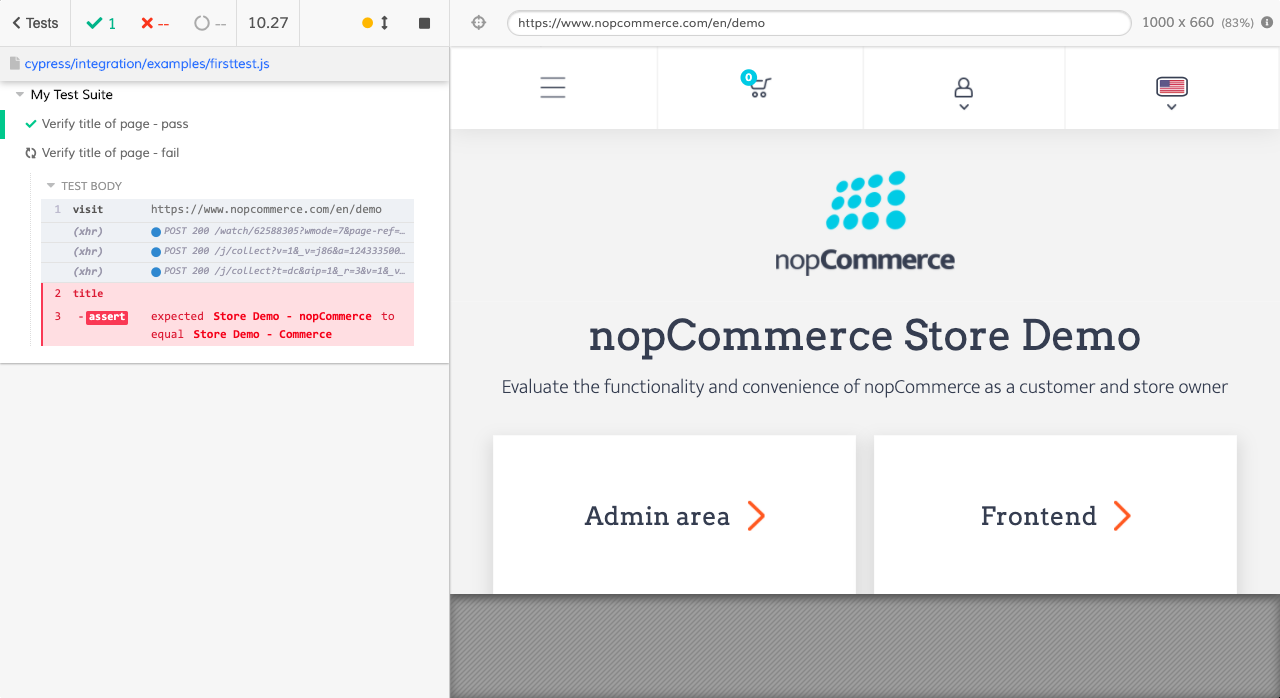 Tests 1 -- -- 10.27
https://www.nopcommerce.com/en/demo 1000 x 660 (83%)
cypress/integration/examples/firsttest.js
My Test Suite
Verify title of page - pass
Verify title of page - fail
TEST BODY
1 visit https://www.nopcommerce.com/en/demo
(xhr) POST 200 /watch/62588305?wmode=7&page-ref=…
(xhr) POST 200 /j/collect?v=1&_v=j86&a=124333500…
(xhr) POST 200 /j/collect?t=dc&aip=1&_r=3&v=1&_v…
2 title
3 - assert expected Store Demo - nopCommerce to
equal Store Demo - Commerce
0
nopCommerce
nopCommerce Store Demo
Evaluate the functionality and convenience of nopCommerce as a customer and store owner
Admin area
Frontend